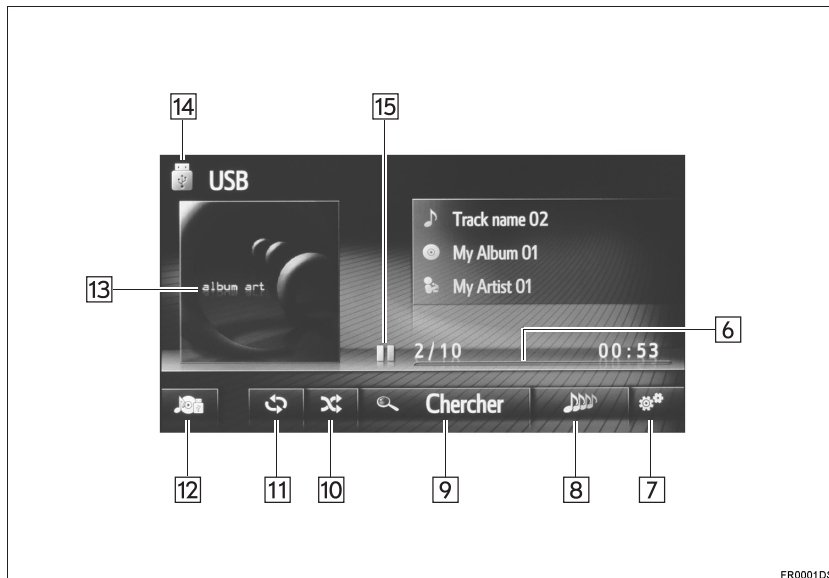 14
15
USB
Track name 02
My Album 01
My Artist 01
album art
13
6
2/10 00:53
Chercher
12
11
10
9
8
7
FR0001DS